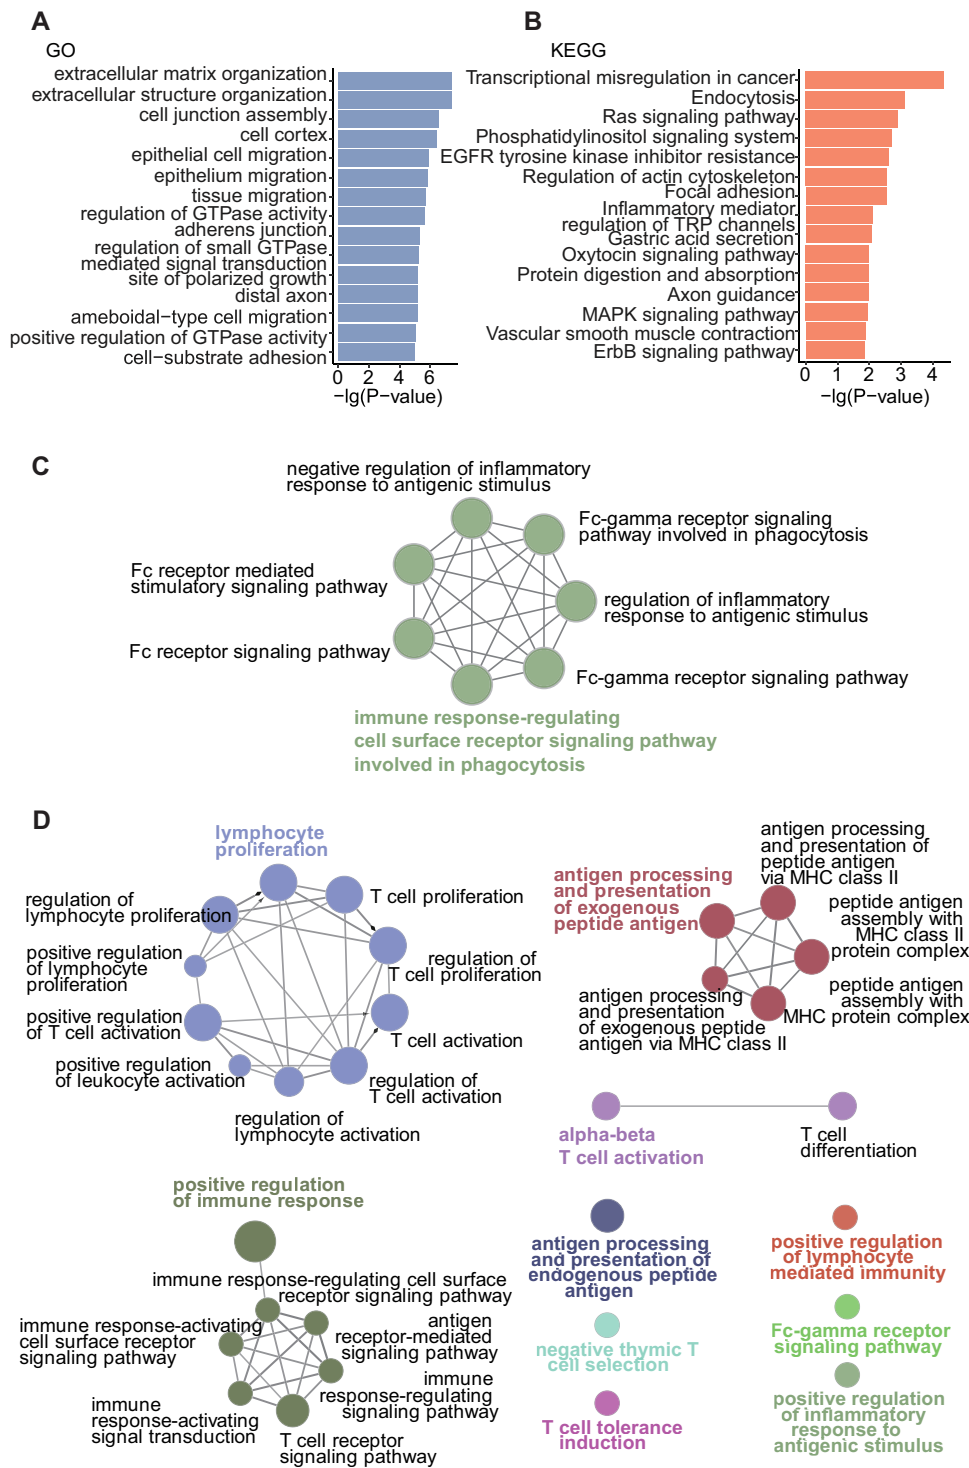 A
GO
extracellular matrix organization
extracellular structure organization
cell junction assembly
cell cortex
epithelial cell migration
epithelium migration
tissue migration
regulation of GTPase activity
adherens junction
regulation of small GTPase
mediated signal transduction
site of polarized growth
distal axon
ameboidal−type cell migration
positive regulation of GTPase activity
cell−substrate adhesion
0 2 4 6
−lg(P−value)
B
KEGG
Transcriptional misregulation in cancer
Endocytosis
Ras signaling pathway
Phosphatidylinositol signaling system
EGFR tyrosine kinase inhibitor resistance
Regulation of actin cytoskeleton
Focal adhesion
Inflammatory mediator
regulation of TRP channels
Gastric acid secretion
Oxytocin signaling pathway
Protein digestion and absorption
Axon guidance
MAPK signaling pathway
Vascular smooth muscle contraction
ErbB signaling pathway
0 1 2 3 4
−lg(P−value)
C
negative regulation of inflammatory
response to antigenic stimulus
Fc-gamma receptor signaling
pathway involved in phagocytosis
Fc receptor mediated
stimulatory signaling pathway
regulation of inflammatory
response to antigenic stimulus
Fc receptor signaling pathway
Fc-gamma receptor signaling pathway
immune response-regulating
cell surface receptor signaling pathway
involved in phagocytosis
D
lymphocyte
proliferation
regulation of
lymphocyte proliferation
T cell proliferation
positive regulation
of lymphocyte
proliferation
regulation of
T cell proliferation
positive regulation
of T cell activation
T cell activation
positive regulation
of leukocyte activation
regulation of
T cell activation
regulation of
lymphocyte activation
antigen processing
and presentation of
peptide antigen
via MHC class II
antigen processing
and presentation
of exogenous
peptide antigen
peptide antigen
assembly with
MHC class II
protein complex
peptide antigen
assembly with
MHC protein complex
antigen processing
and presentation
of exogenous peptide
antigen via MHC class II
alpha-beta
T cell activation
T cell
differentiation
positive regulation
of immune response
immune response-regulating cell surface
receptor signaling pathway
immune response-activating
cell surface receptor
signaling pathway
antigen
receptor-mediated
signaling pathway
immune
response-regulating
signaling pathway
immune
response-activating
signal transduction
T cell receptor
signaling pathway
antigen processing
and presentation of
endogenous peptide
antigen
positive regulation
of lymphocyte
mediated immunity
negative thymic T
cell selection
Fc-gamma receptor
signaling pathway
T cell tolerance
induction
positive regulation
of inflammatory
response to
antigenic stimulus